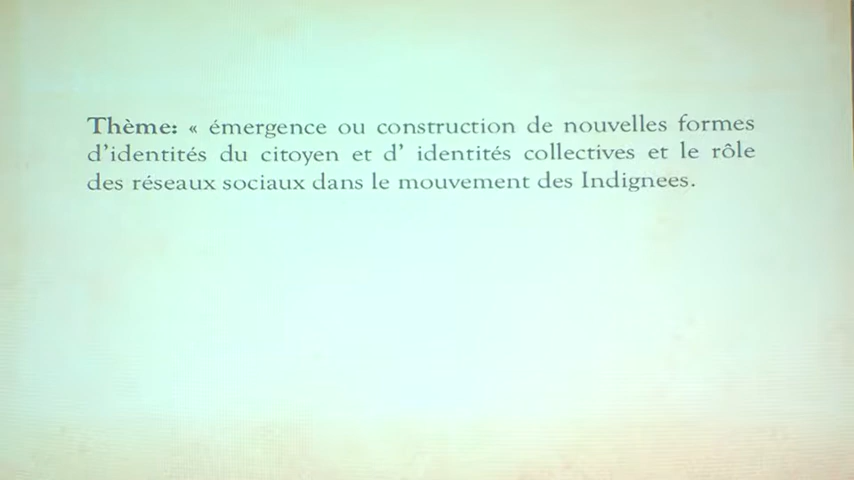 Thème: « émergence ou construction de nouvelles formes
d’identités du citoyen et d’ identités collectives et le rôle
des réseaux sociaux dans le mouvement des Indignees.